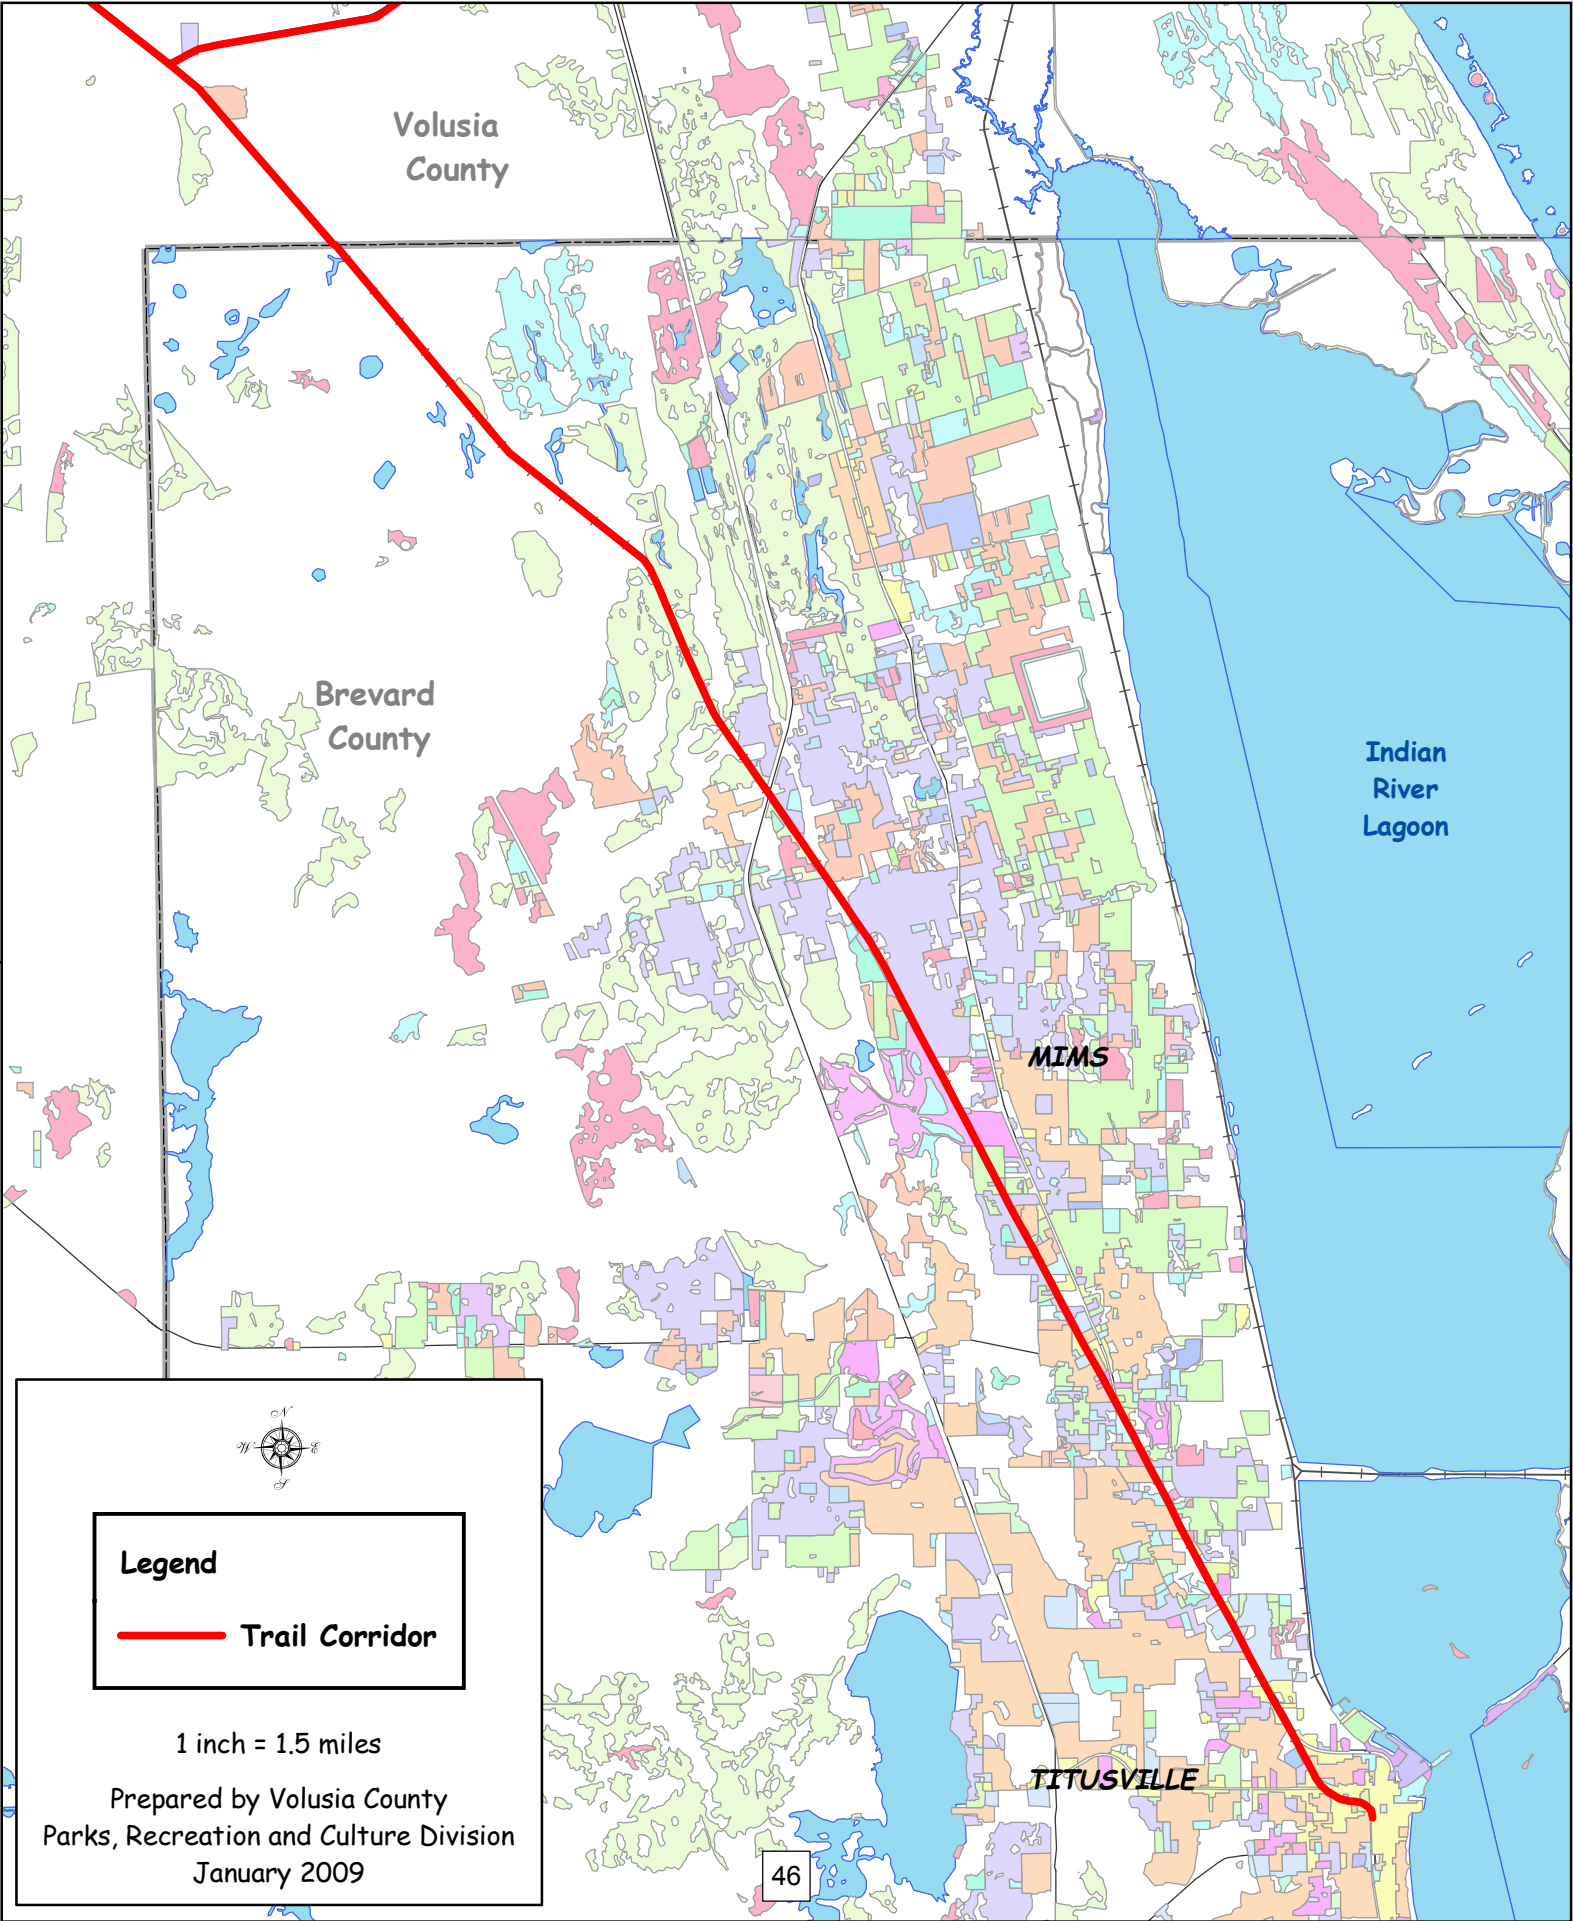 Volusia
County
Brevard
County
Indian
River
Lagoon
MIMS
N
W
E
S
Legend
Trail Corridor
1 inch = 1.5 miles
Prepared by Volusia County
Parks, Recreation and Culture Division
January 2009
TITUSVILLE
46